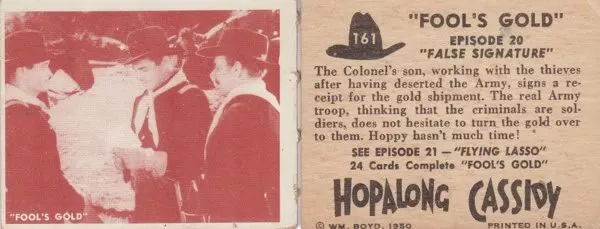 "FOOL'S GOLD"
161
"FOOL'S GOLD"
EPISODE 20
"FALSE SIGNATURE"
The Colonel's son, working with the thieves
after having deserted the Army, signs a re-
ceipt for the gold shipment. The real Army
troop, thinking that the criminals are sol-
diers, does not hesitate to turn the gold over
to them. Hoppy hasn't much time!
SEE EPISODE 21—"FLYING LASSO"
24 Cards Complete "FOOL'S GOLD"
HOPALONG CASSIDY
© WM. BOYD, 1950 PRINTED IN U.S.A.